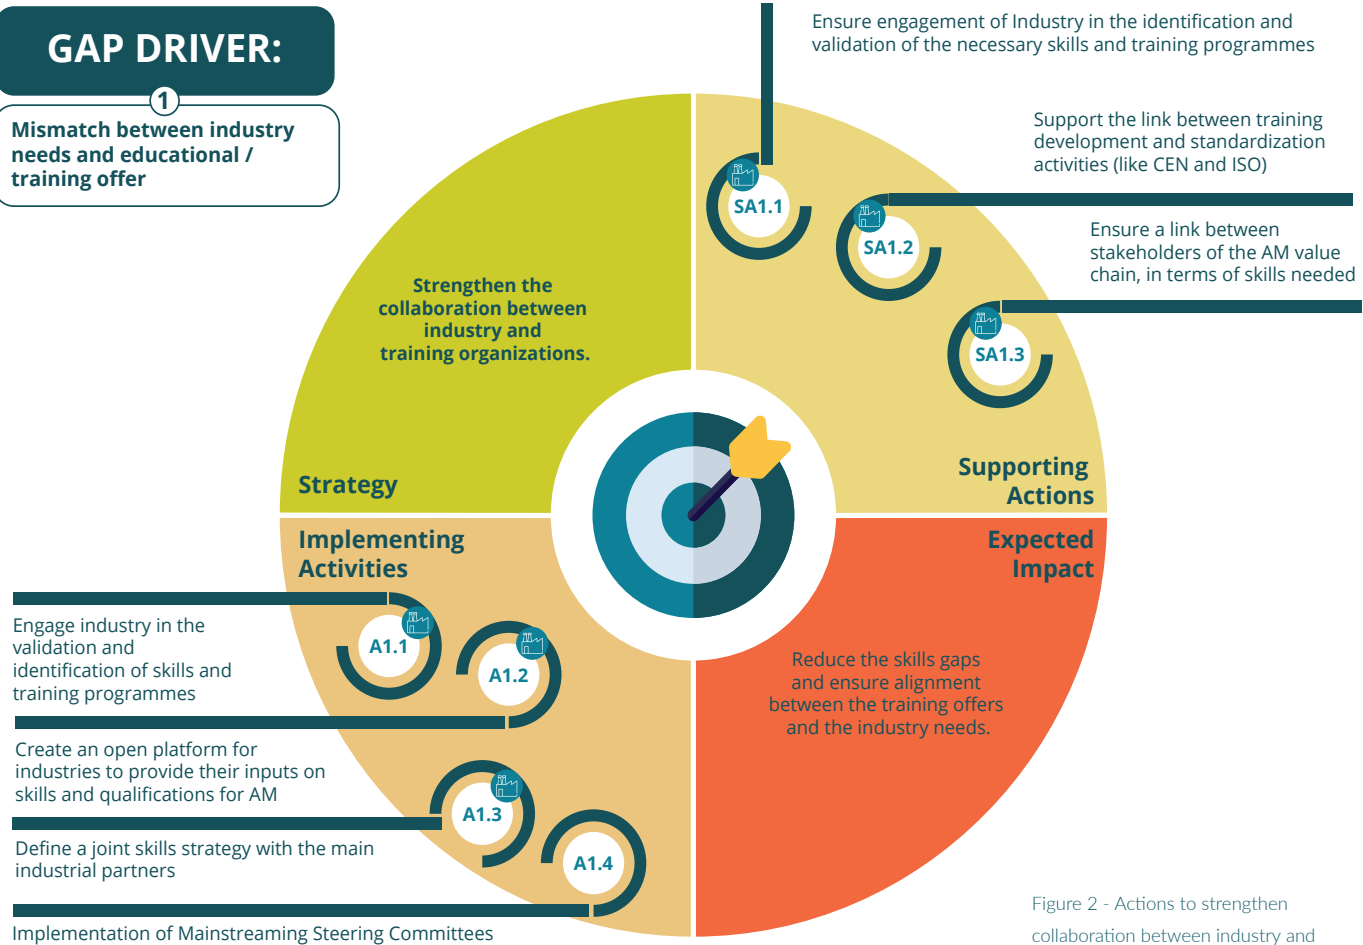 GAP DRIVER:
1
Mismatch between industry
needs and educational /
training offer
Ensure engagement of Industry in the identification and
validation of the necessary skills and training programmes
Support the link between training
development and standardization
activities (like CEN and ISO)
Ensure a link between
stakeholders of the AM value
chain, in terms of skills needed
SA1.1
SA1.2
SA1.3
Strengthen the
collaboration between
industry and
training organizations.
Strategy
Supporting
Actions
Implementing
Activities
Expected
Impact
A1.1
Engage industry in the
validation and
identification of skills and
training programmes
A1.2
Create an open platform for
industries to provide their inputs on
skills and qualifications for AM
A1.3
Define a joint skills strategy with the main
industrial partners
A1.4
Implementation of Mainstreaming Steering Committees
Reduce the skills gaps
and ensure alignment
between the training offers
and the industry needs.
Figure 2 - Actions to strengthen
collaboration between industry and